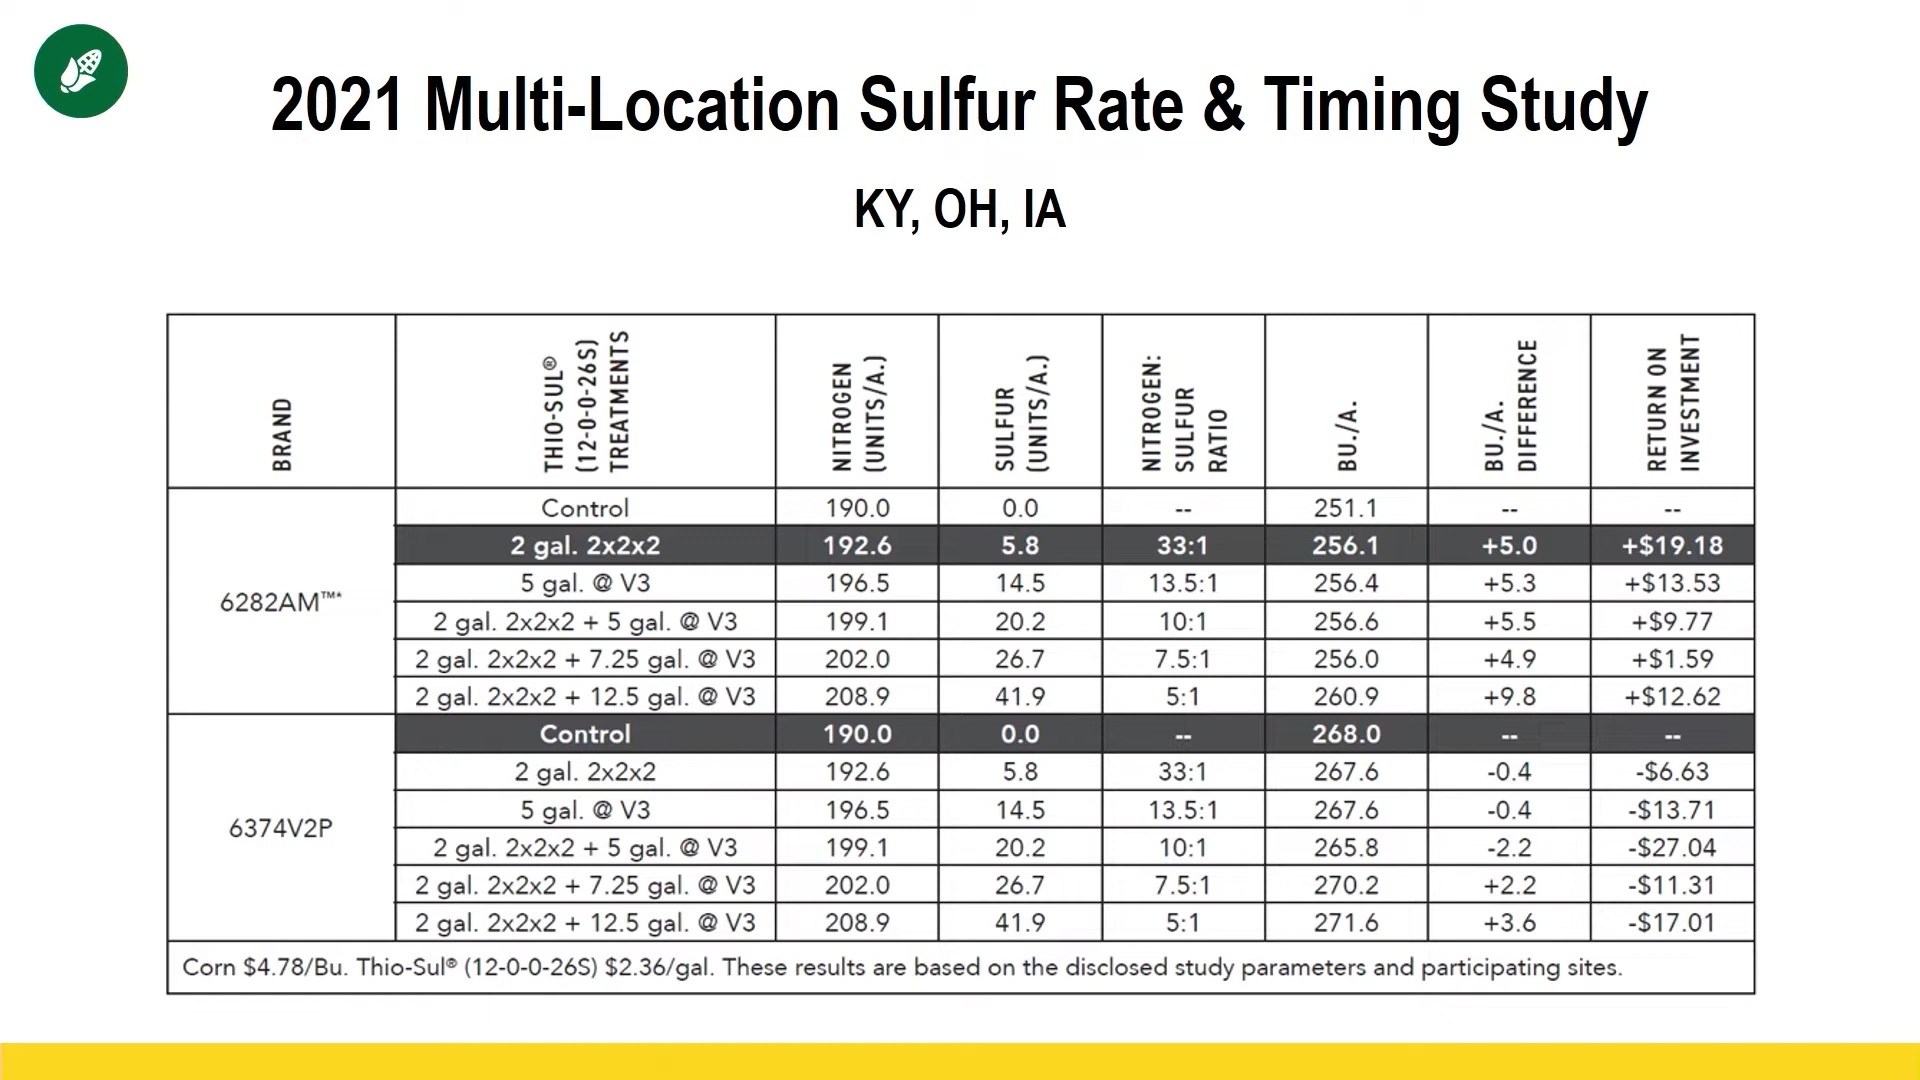 2021 Multi-Location Sulfur Rate & Timing Study
KY, OH, IA
BRAND
THIO-SUL®
(12-0-0-26S)
TREATMENTS
NITROGEN
(UNITS/A.)
SULFUR
(UNITS/A.)
NITROGEN:
SULFUR
RATIO
BU./A.
BU./A.
DIFFERENCE
RETURN ON
INVESTMENT
6282AM™*
Control 190.0 0.0 -- 251.1 -- --
2 gal. 2x2x2 192.6 5.8 33:1 256.1 +5.0 +$19.18
5 gal. @ V3 196.5 14.5 13.5:1 256.4 +5.3 +$13.53
2 gal. 2x2x2 + 5 gal. @ V3 199.1 20.2 10:1 256.6 +5.5 +$9.77
2 gal. 2x2x2 + 7.25 gal. @ V3 202.0 26.7 7.5:1 256.0 +4.9 +$1.59
2 gal. 2x2x2 + 12.5 gal. @ V3 208.9 41.9 5:1 260.9 +9.8 +$12.62
6374V2P
Control 190.0 0.0 -- 268.0 -- --
2 gal. 2x2x2 192.6 5.8 33:1 267.6 -0.4 -$6.63
5 gal. @ V3 196.5 14.5 13.5:1 267.6 -0.4 -$13.71
2 gal. 2x2x2 + 5 gal. @ V3 199.1 20.2 10:1 265.8 -2.2 -$27.04
2 gal. 2x2x2 + 7.25 gal. @ V3 202.0 26.7 7.5:1 270.2 +2.2 -$11.31
2 gal. 2x2x2 + 12.5 gal. @ V3 208.9 41.9 5:1 271.6 +3.6 -$17.01
Corn $4.78/Bu. Thio-Sul® (12-0-0-26S) $2.36/gal. These results are based on the disclosed study parameters and participating sites.